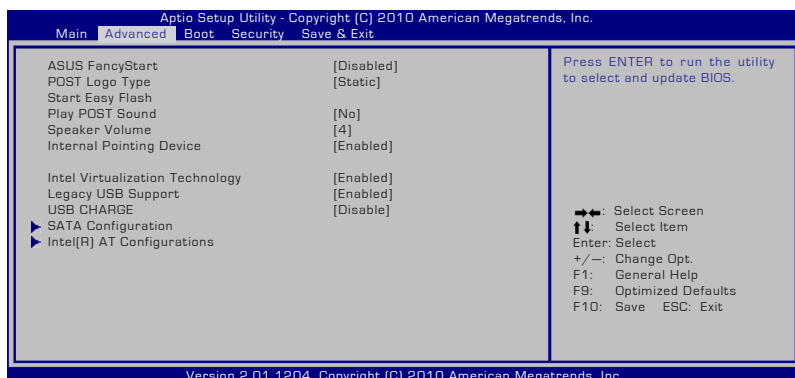 Aptio Setup Utility - Copyright (C) 2010 American Megatrends, Inc.
Main Advanced Boot Security Save & Exit
ASUS FancyStart [Disabled]
POST Logo Type [Static]
Start Easy Flash
Play POST Sound [No]
Speaker Volume [4]
Internal Pointing Device [Enabled]
Intel Virtualization Technology [Enabled]
Legacy USB Support [Enabled]
USB CHARGE [Disable]
SATA Configuration
Intel(R) AT Configurations
Press ENTER to run the utility
to select and update BIOS.
→←: Select Screen
↑↓: Select Item
Enter: Select
+/—: Change Opt.
F1: General Help
F9: Optimized Defaults
F10: Save ESC: Exit
Version 2.01.1204. Copyright (C) 2010 American Megatrends, Inc.